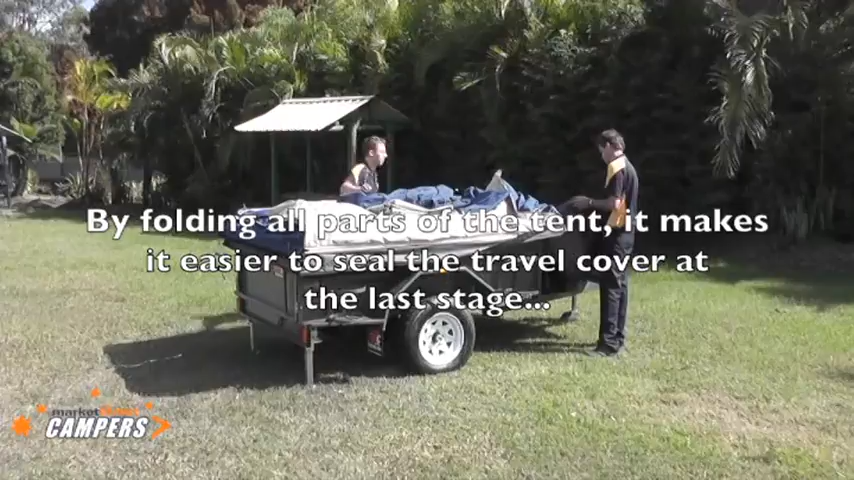 By folding all parts of the tent, it makes
it easier to seal the travel cover at
the last stage...
CAMPERS